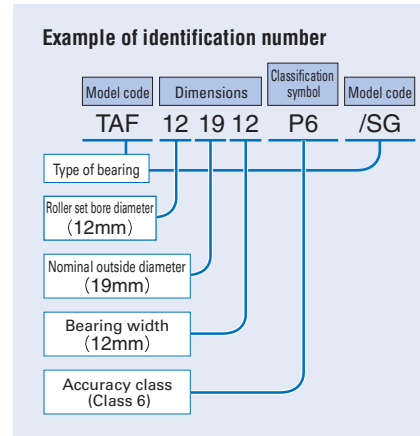 Example of identification number
Model code Dimensions Classification symbol Model code
TAF 12 19 12 P6 /SG
Type of bearing
Roller set bore diameter
(12mm)
Nominal outside diameter
(19mm)
Bearing width
(12mm)
Accuracy class
(Class 6)